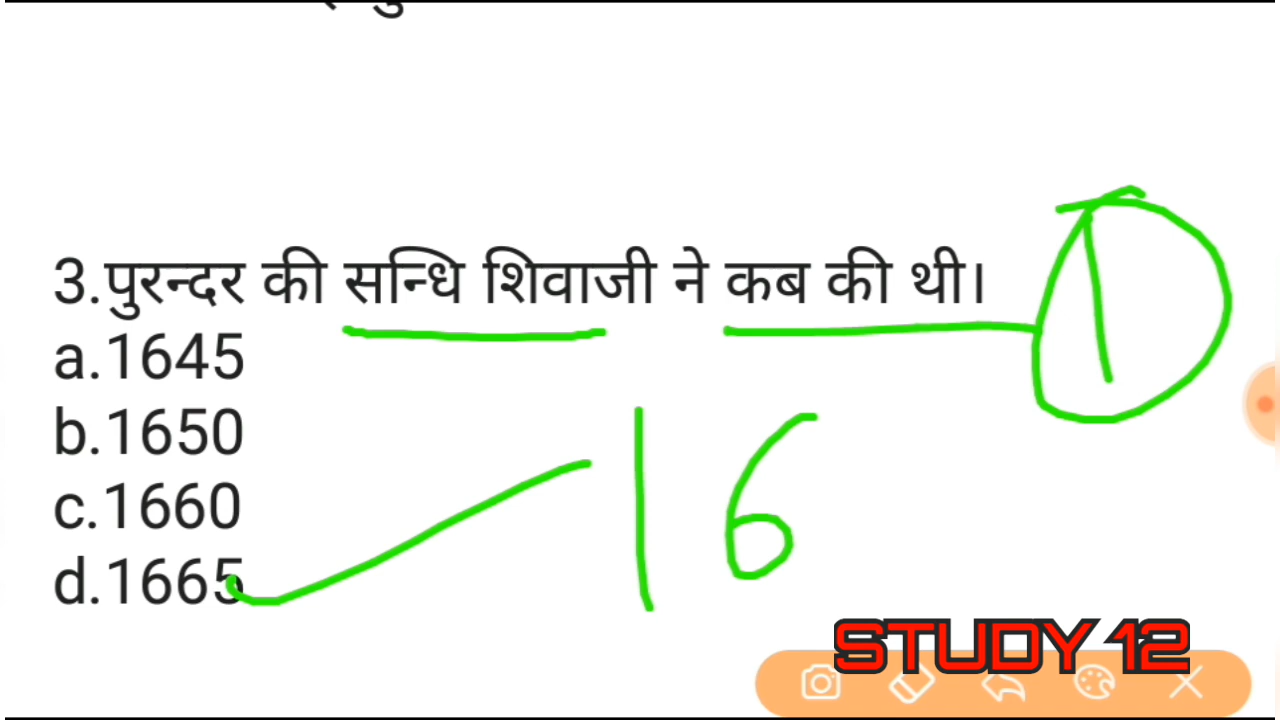 3.पुरन्दर की सन्धि शिवाजी ने कब की थी।
a.1645
b.1650
c.1660
d.1665
16
STUDY 12